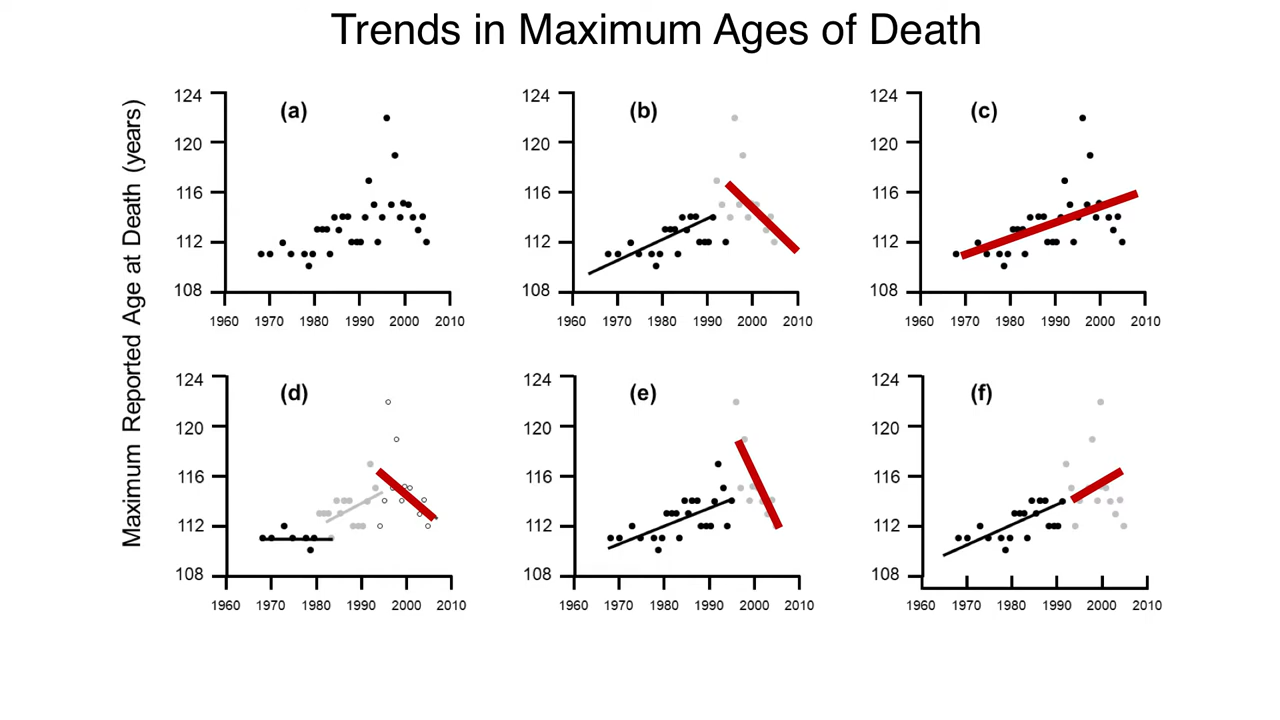 Trends in Maximum Ages of Death
Maximum Reported Age at Death (years)
(a)
124
120
116
112
108
1960 1970 1980 1990 2000 2010
(b)
124
120
116
112
108
1960 1970 1980 1990 2000 2010
(c)
124
120
116
112
108
1960 1970 1980 1990 2000 2010
(d)
124
120
116
112
108
1960 1970 1980 1990 2000 2010
(e)
124
120
116
112
108
1960 1970 1980 1990 2000 2010
(f)
124
120
116
112
108
1960 1970 1980 1990 2000 2010